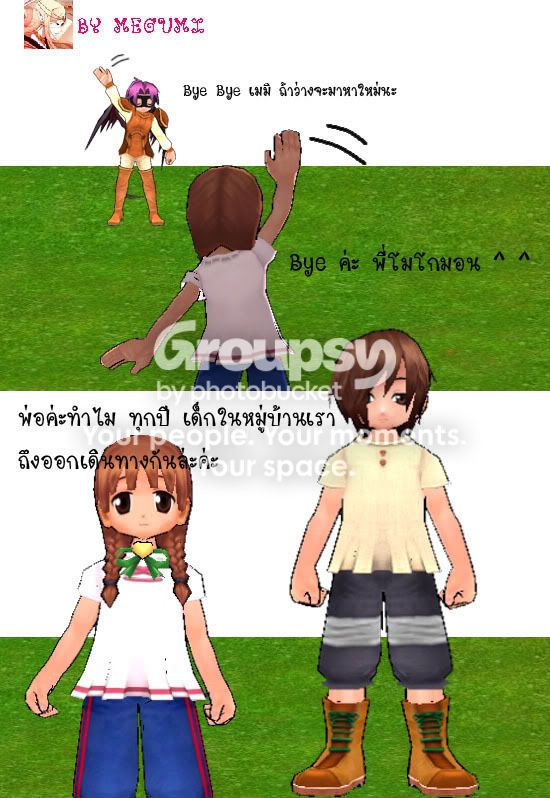 BY MEGUMI
Bye Bye เมมิ ถ้าว่างจะมาหาใหม่นะ
Bye ค่ะ พี่โมโกมอน ^ ^
Groupsy
by photobucket
พ่อค่ะทำไม ทุกปี เด็กในหมู่บ้านเรา
Your people. Your moments.
ถึงออกเดินทางกันล่ะค่ะ
Your space.